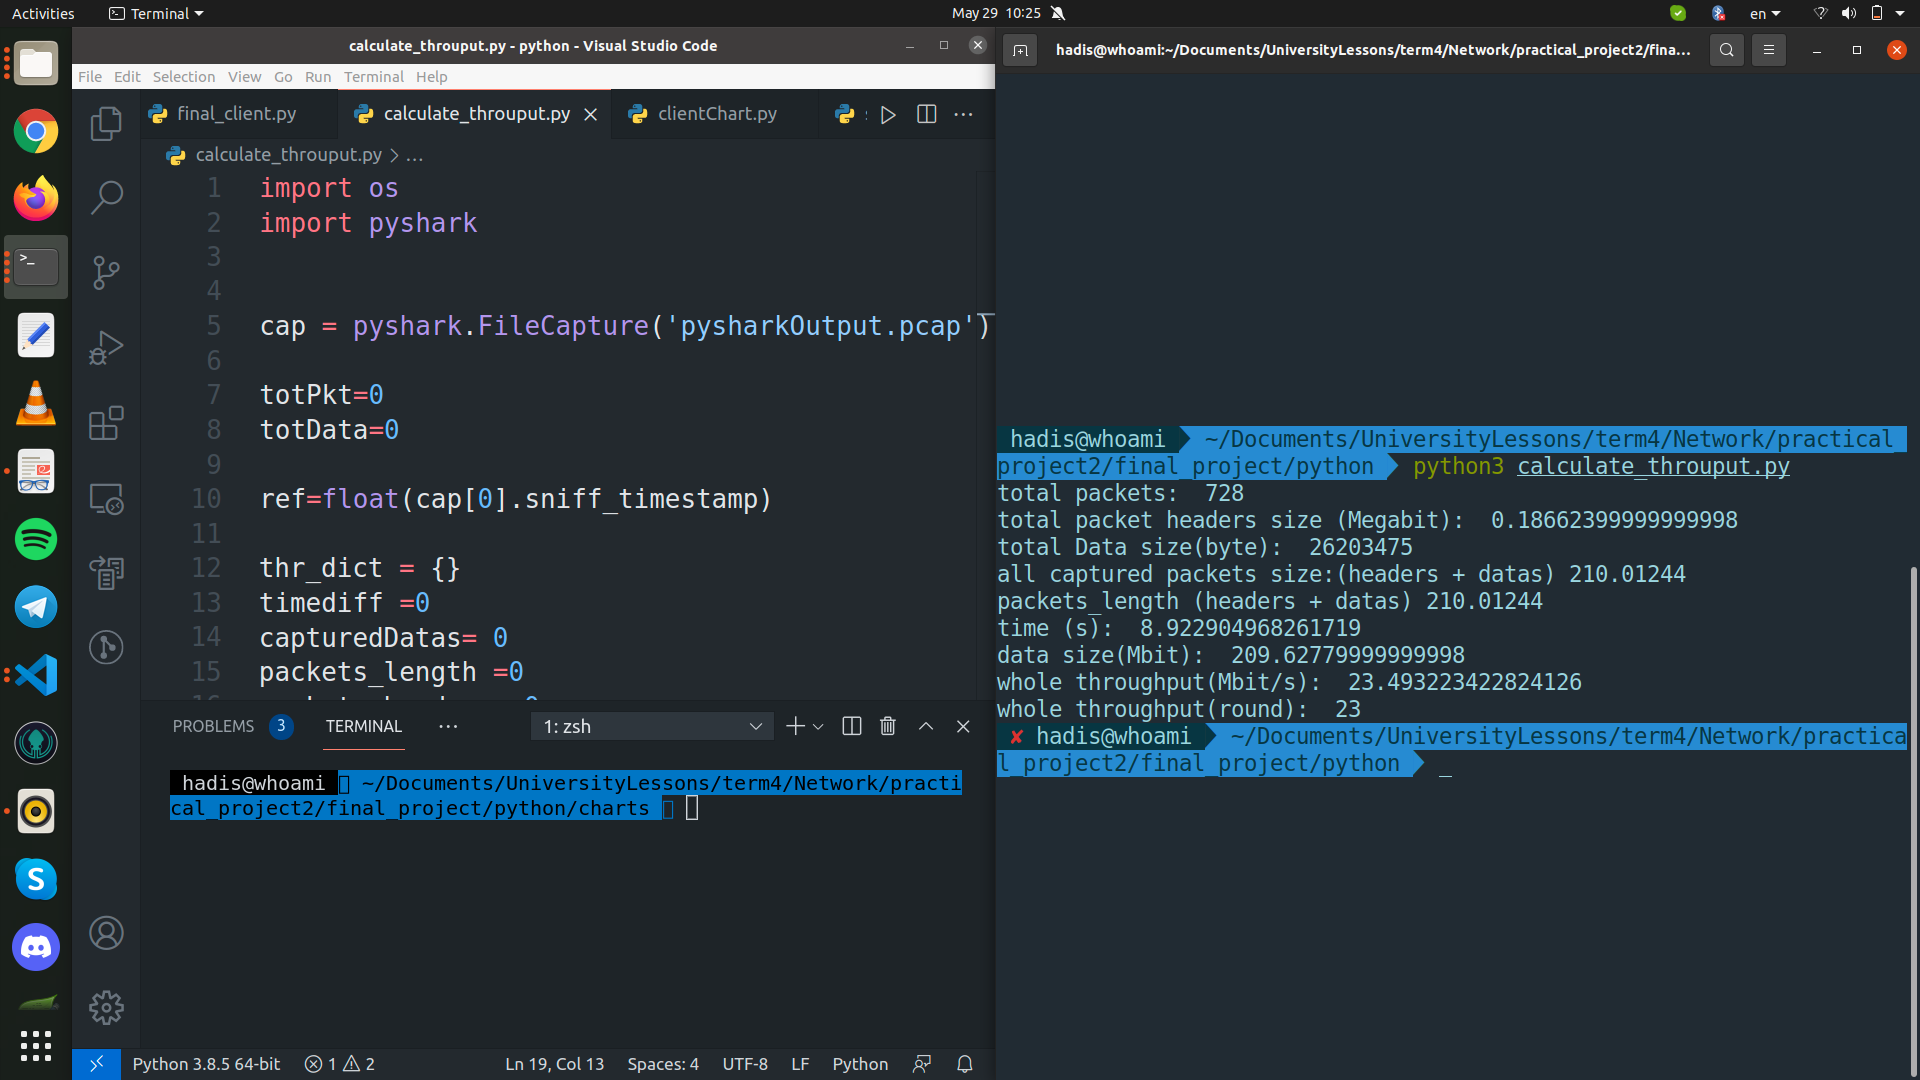 Activities
Terminal
May 29 10:25
en
calculate_throuput.py - python - Visual Studio Code
File Edit Selection View Go Run Terminal Help
final_client.py
calculate_throuput.py
clientChart.py
calculate_throuput.py > ...
1 import os
2 import pyshark
3
4
5 cap = pyshark.FileCapture('pysharkOutput.pcap')
6
7 totPkt=0
8 totData=0
9
10 ref=float(cap[0].sniff_timestamp)
11
12 thr_dict = {}
13 timediff =0
14 capturedDatas= 0
15 packets_length =0
PROBLEMS 3 TERMINAL ...
1: zsh
hadis@whoami ~/Documents/UniversityLessons/term4/Network/practi
cal_project2/final_project/python/charts
Python 3.8.5 64-bit
1 2
Ln 19, Col 13
Spaces: 4
UTF-8
LF
Python
hadis@whoami:~/Documents/UniversityLessons/term4/Network/practical_project2/fina...
hadis@whoami ~/Documents/UniversityLessons/term4/Network/practical_
project2/final_project/python python3 calculate_throuput.py
total packets:  728
total packet headers size (Megabit):  0.18662399999999998
total Data size(byte):  26203475
all captured packets size:(headers + datas) 210.01244
packets_length (headers + datas) 210.01244
time (s):  8.922904968261719
data size(Mbit):  209.62779999999998
whole throughput(Mbit/s):  23.493223422824126
whole throughput(round):  23
✘ hadis@whoami ~/Documents/UniversityLessons/term4/Network/practica
l_project2/final_project/python _